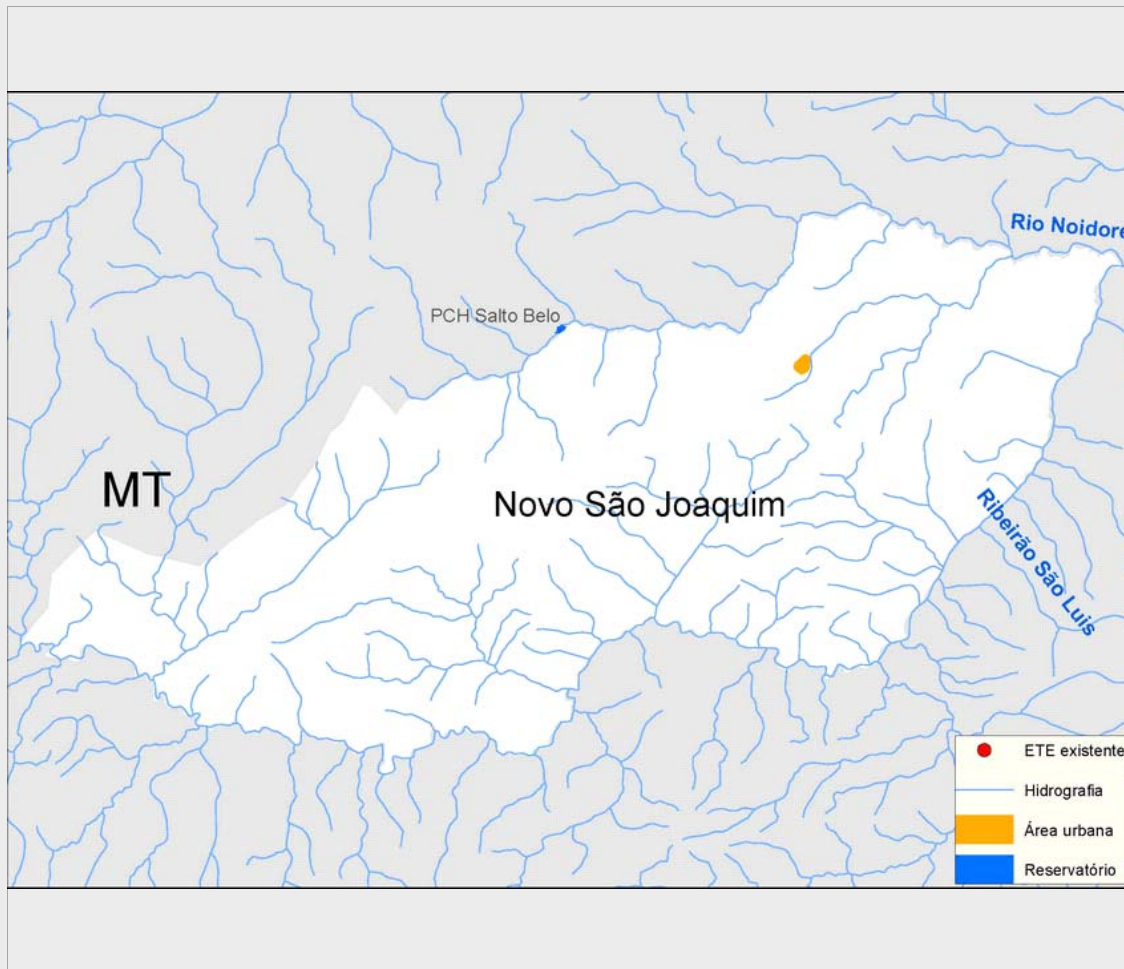 Rio Noidore
PCH Salto Belo
MT
Novo São Joaquim
Ribeirão São Luis
ETE existente
Hidrografia
Área urbana
Reservatório